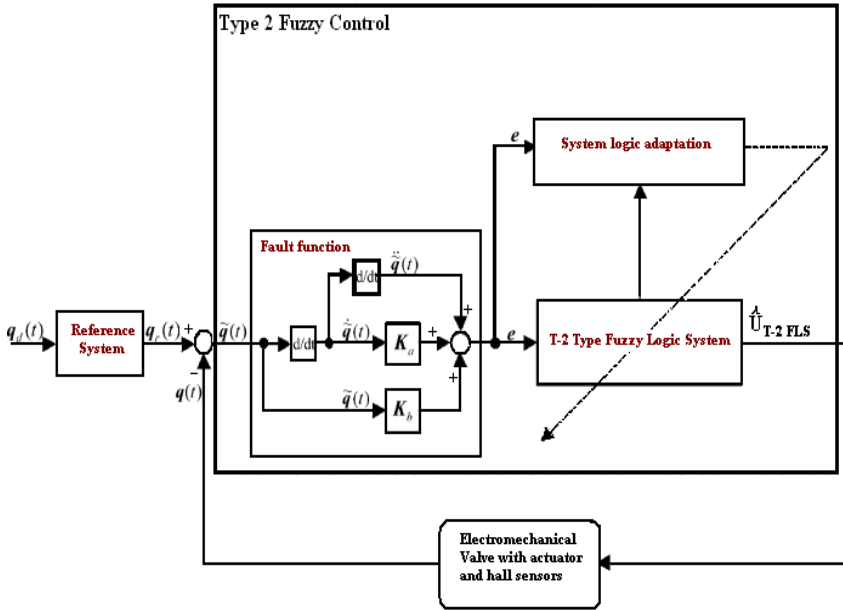 Type 2 Fuzzy Control
e
System logic adaptation
Fault function
d/dt
q̃̈(t)
+
q_d(t)
Reference
System
q_r(t)
+
q̃(t)
d/dt
q̃̇(t)
K_a
+
e
T-2 Type Fuzzy Logic System
Û_T-2 FLS
−
q(t)
q̃(t)
K_b
+
Electromechanical
Valve with actuator
and hall sensors